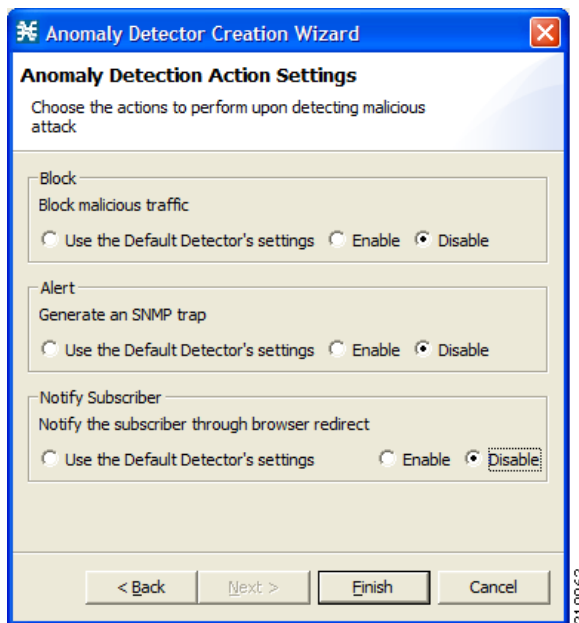 Anomaly Detector Creation Wizard
Anomaly Detection Action Settings
Choose the actions to perform upon detecting malicious
attack
Block
Block malicious traffic
Use the Default Detector's settings Enable Disable
Alert
Generate an SNMP trap
Use the Default Detector's settings Enable Disable
Notify Subscriber
Notify the subscriber through browser redirect
Use the Default Detector's settings Enable Disable
< Back Next > Finish Cancel